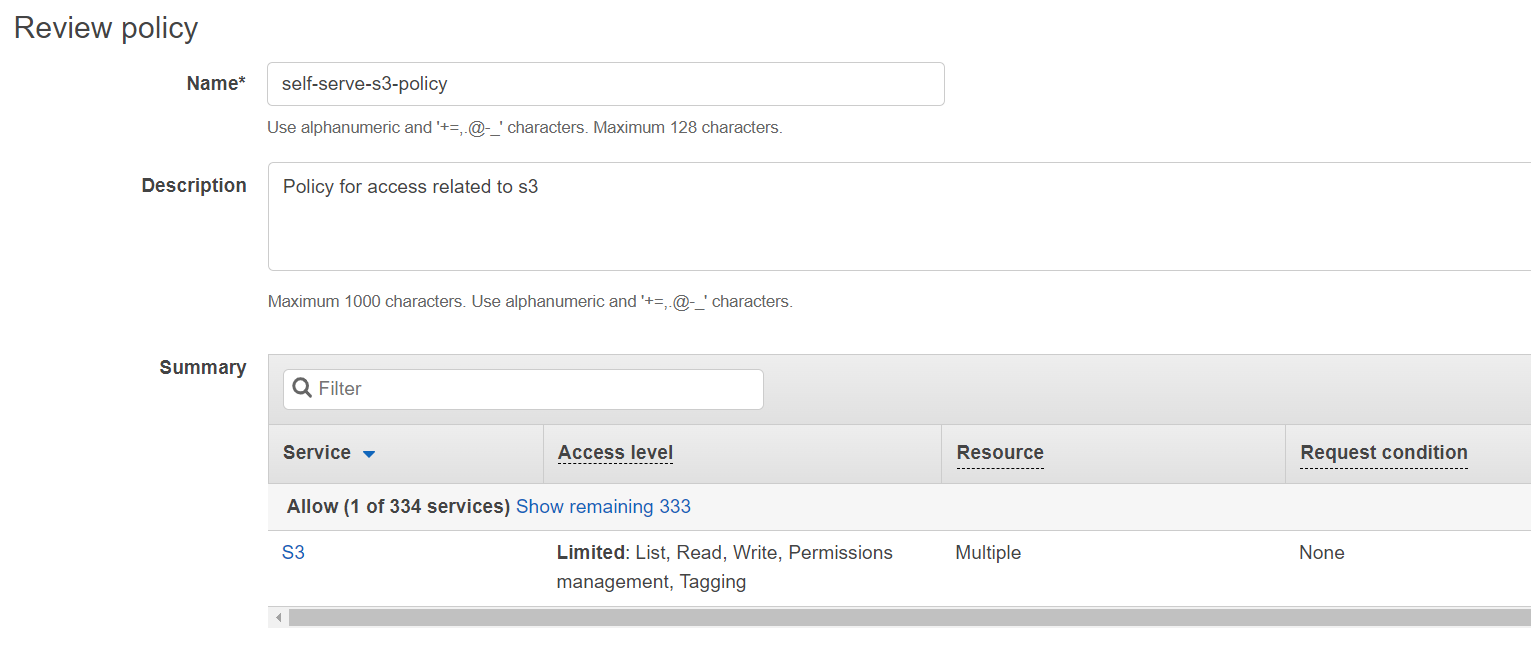 Review policy
Name*
self-serve-s3-policy
Use alphanumeric and '+=,.@-_' characters. Maximum 128 characters.
Description
Policy for access related to s3
Maximum 1000 characters. Use alphanumeric and '+=,.@-_' characters.
Summary
Filter
Service Access level Resource Request condition
Allow (1 of 334 services) Show remaining 333
S3 Limited: List, Read, Write, Permissions Multiple None
management, Tagging